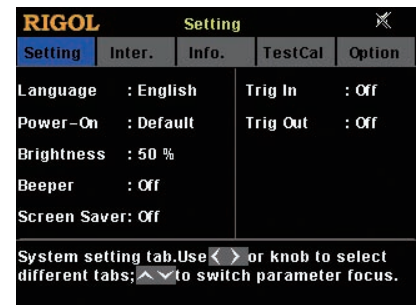 RIGOL Setting
Setting Inter. Info. TestCal Option
Language : English Trig In : Off
Power-On : Default Trig Out : Off
Brightness : 50 %
Beeper : Off
Screen Saver: Off
System setting tab.Use < > or knob to select
different tabs; to switch parameter focus.